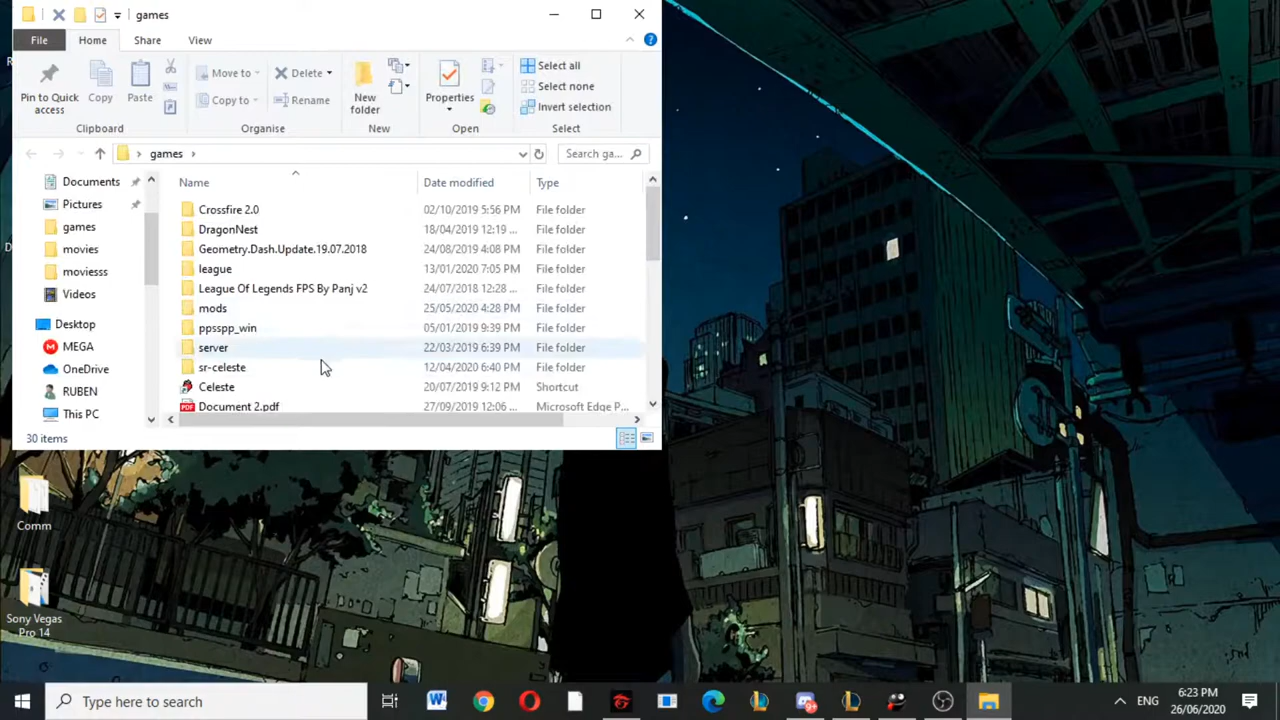 games
File Home Share View
Pin to Quick access
Copy
Paste
Move to
Copy to
Delete
Rename
New folder
Properties
Select all
Select none
Invert selection
Clipboard Organise New Open Select
games Search ga...
Name Date modified Type
Documents
Pictures
games
movies
moviesss
Videos
Desktop
MEGA
OneDrive
RUBEN
This PC
Crossfire 2.0 02/10/2019 5:56 PM File folder
DragonNest 18/04/2019 12:19 ... File folder
Geometry.Dash.Update.19.07.2018 24/08/2019 4:08 PM File folder
league 13/01/2020 7:05 PM File folder
League Of Legends FPS By Panj v2 24/07/2018 12:28 ... File folder
mods 25/05/2020 4:28 PM File folder
ppsspp_win 05/01/2019 9:39 PM File folder
server 22/03/2019 6:39 PM File folder
sr-celeste 12/04/2020 6:40 PM File folder
Celeste 20/07/2019 9:12 PM Shortcut
Document 2.pdf 27/09/2019 12:06 ... Microsoft Edge P...
30 items
Comm
Sony Vegas
Pro 14
Type here to search
ENG
6:23 PM
26/06/2020